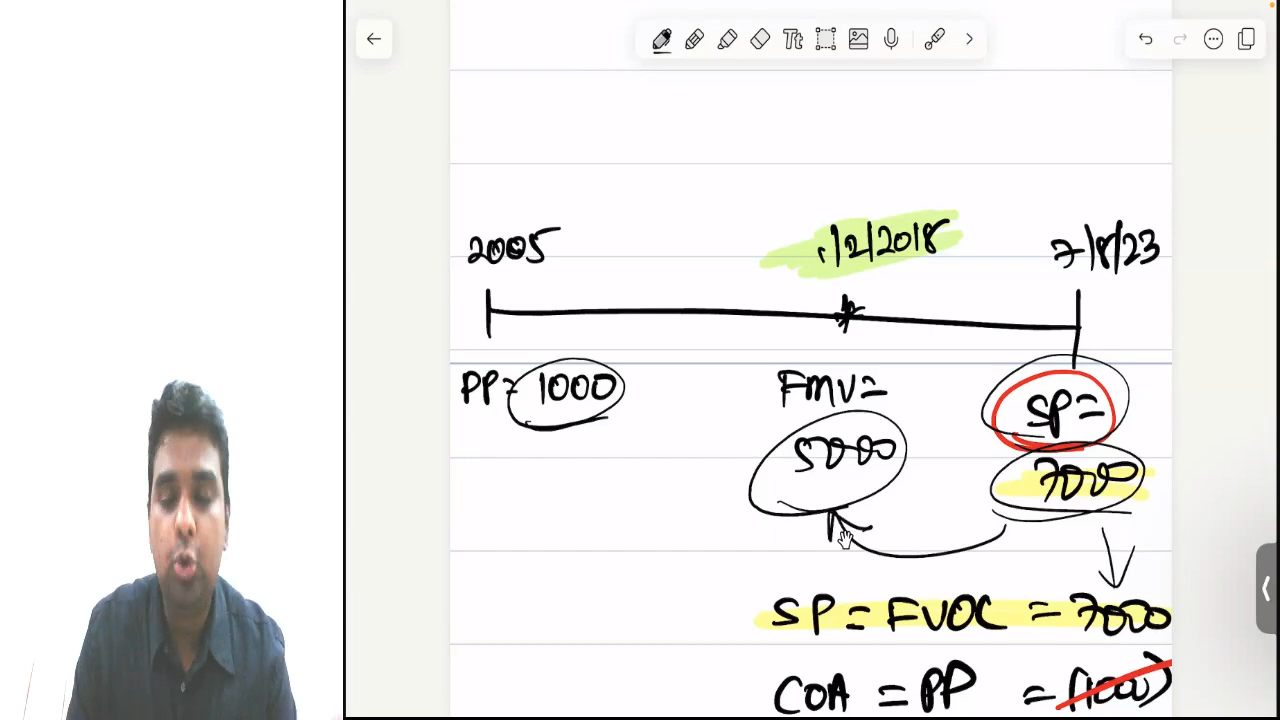 Tt
2005
1/2/2018
7/8/23
PP= 1000
FMV=
5000
SP=
7000
SP = FVOC = 7000
COA = PP = (1000)